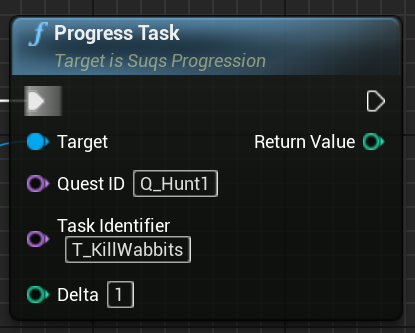 f Progress Task
Target is Suqs Progression
Target Return Value
Quest ID Q_Hunt1
Task Identifier
T_KillWabbits
Delta 1